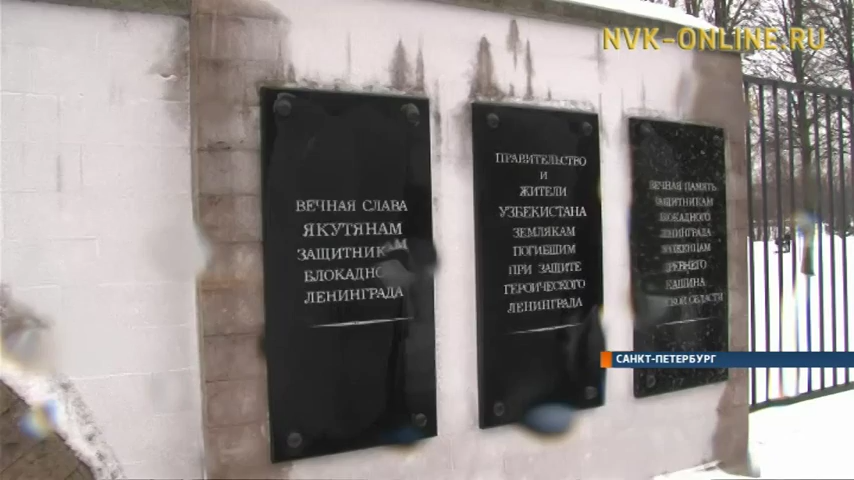 NVK-ONLINE.RU
ВЕЧНАЯ СЛАВА
ЯКУТЯНАМ
ЗАЩИТНИКАМ
БЛОКАДНОГО
ЛЕНИНГРАДА
ПРАВИТЕЛЬСТВО
И
ЖИТЕЛИ
УЗБЕКИСТАНА
ЗЕМЛЯКАМ
ПОГИБШИМ
ПРИ ЗАЩИТЕ
ГЕРОИЧЕСКОГО
ЛЕНИНГРАДА
ВЕЧНАЯ ПАМЯТЬ
ЗАЩИТНИКАМ
БЛОКАДНОГО
ЛЕНИНГРАДА
УРОЖЕНЦАМ
ДРЕВНЕГО
КАШИНА
ОБЛАСТИ
САНКТ-ПЕТЕРБУРГ